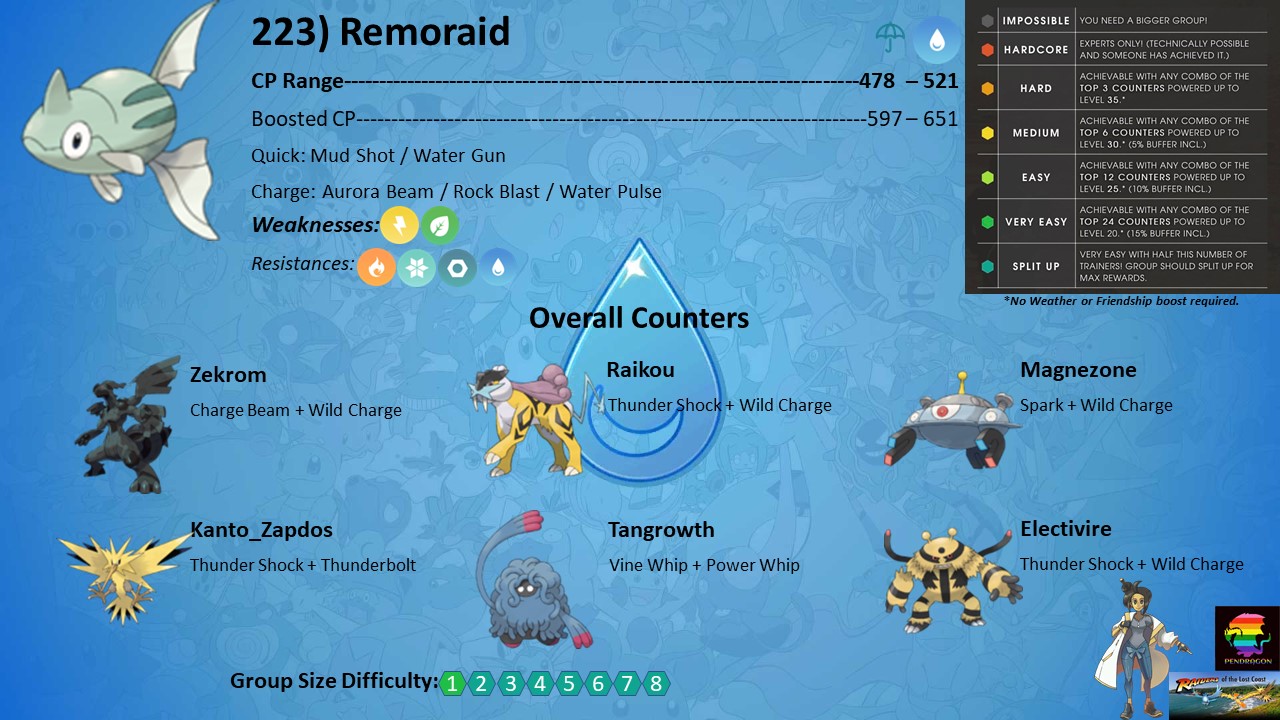 223) Remoraid
CP Range-----------------------------------------------------------------------------478 – 521
Boosted CP-----------------------------------------------------------------------------597 – 651
Quick: Mud Shot / Water Gun
Charge: Aurora Beam / Rock Blast / Water Pulse
Weaknesses:
Resistances:
IMPOSSIBLE YOU NEED A BIGGER GROUP!
HARDCORE EXPERTS ONLY! (TECHNICALLY POSSIBLE
AND SOMEONE HAS ACHIEVED IT.)
HARD ACHIEVABLE WITH ANY COMBO OF THE
TOP 3 COUNTERS POWERED UP TO
LEVEL 35.*
MEDIUM ACHIEVABLE WITH ANY COMBO OF THE
TOP 6 COUNTERS POWERED UP TO
LEVEL 30.* (5% BUFFER INCL.)
EASY ACHIEVABLE WITH ANY COMBO OF THE
TOP 12 COUNTERS POWERED UP TO
LEVEL 25.* (10% BUFFER INCL.)
VERY EASY ACHIEVABLE WITH ANY COMBO OF THE
TOP 24 COUNTERS POWERED UP TO
LEVEL 20.* (15% BUFFER INCL.)
SPLIT UP VERY EASY WITH HALF THIS NUMBER OF
TRAINERS! GROUP SHOULD SPLIT UP FOR
MAX REWARDS.
*No Weather or Friendship boost required.
Overall Counters
Zekrom
Charge Beam + Wild Charge
Raikou
Thunder Shock + Wild Charge
Magnezone
Spark + Wild Charge
Kanto_Zapdos
Thunder Shock + Thunderbolt
Tangrowth
Vine Whip + Power Whip
Electivire
Thunder Shock + Wild Charge
Group Size Difficulty: 1 2 3 4 5 6 7 8
PENDRAGON
RAIDERS of the Lost Coast